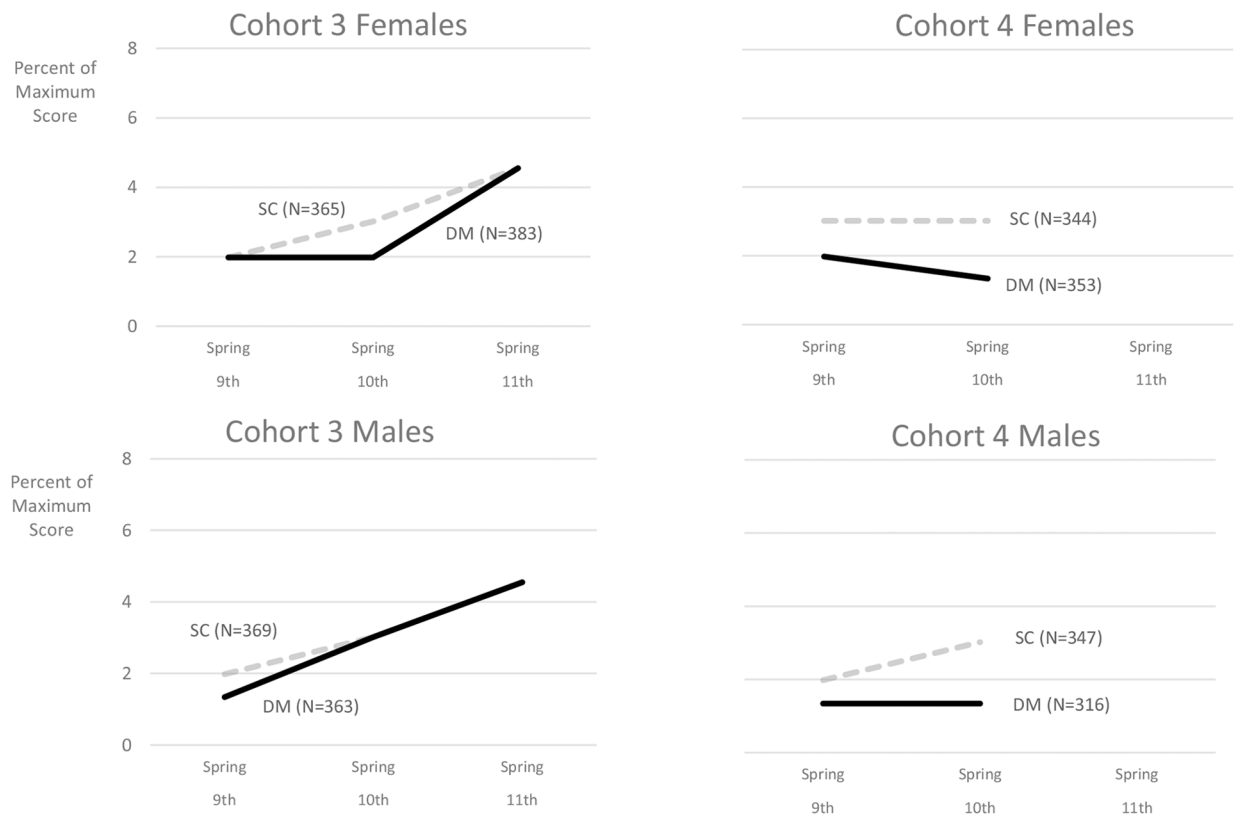 Cohort 3 Females
Percent of
Maximum
Score
8
6
4
2
0
SC (N=365)
DM (N=383)
Spring Spring Spring
9th 10th 11th
Cohort 4 Females
SC (N=344)
DM (N=353)
Spring Spring Spring
9th 10th 11th
Cohort 3 Males
Percent of
Maximum
Score
8
6
4
2
0
SC (N=369)
DM (N=363)
Spring Spring Spring
9th 10th 11th
Cohort 4 Males
SC (N=347)
DM (N=316)
Spring Spring Spring
9th 10th 11th